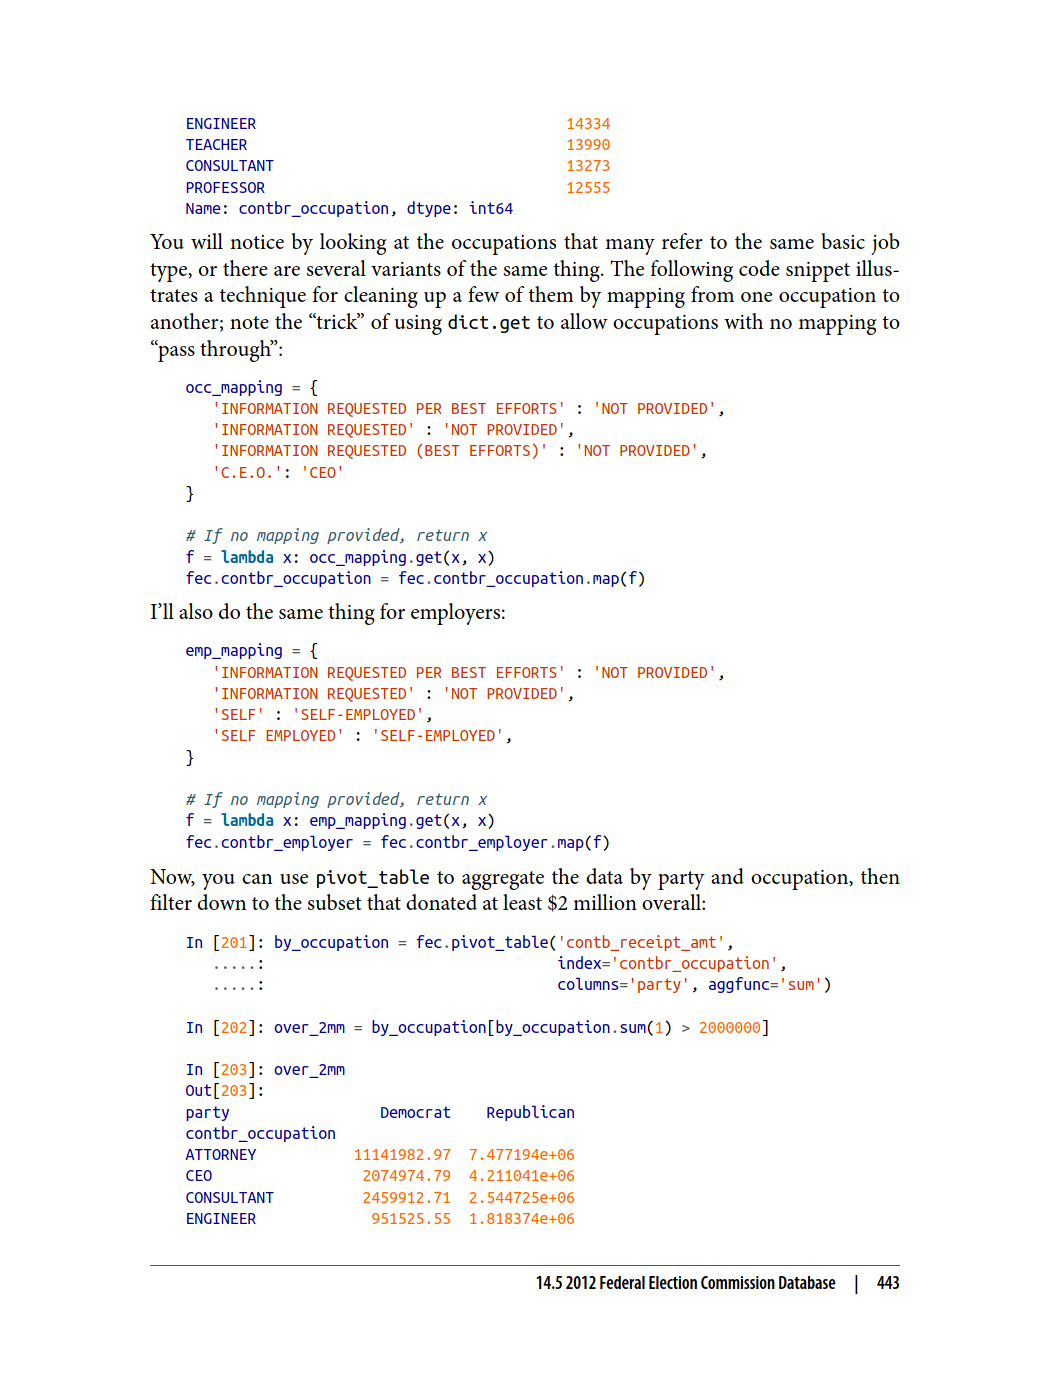 ENGINEER 14334
TEACHER 13990
CONSULTANT 13273
PROFESSOR 12555
Name: contbr_occupation, dtype: int64
You will notice by looking at the occupations that many refer to the same basic job
type, or there are several variants of the same thing. The following code snippet illus-
trates a technique for cleaning up a few of them by mapping from one occupation to
another; note the “trick” of using dict.get to allow occupations with no mapping to
“pass through”:
occ_mapping = {
'INFORMATION REQUESTED PER BEST EFFORTS' : 'NOT PROVIDED',
'INFORMATION REQUESTED' : 'NOT PROVIDED',
'INFORMATION REQUESTED (BEST EFFORTS)' : 'NOT PROVIDED',
'C.E.O.': 'CEO'
}
# If no mapping provided, return x
f = lambda x: occ_mapping.get(x, x)
fec.contbr_occupation = fec.contbr_occupation.map(f)
I’ll also do the same thing for employers:
emp_mapping = {
'INFORMATION REQUESTED PER BEST EFFORTS' : 'NOT PROVIDED',
'INFORMATION REQUESTED' : 'NOT PROVIDED',
'SELF' : 'SELF-EMPLOYED',
'SELF EMPLOYED' : 'SELF-EMPLOYED',
}
# If no mapping provided, return x
f = lambda x: emp_mapping.get(x, x)
fec.contbr_employer = fec.contbr_employer.map(f)
Now, you can use pivot_table to aggregate the data by party and occupation, then
filter down to the subset that donated at least $2 million overall:
In [201]: by_occupation = fec.pivot_table('contb_receipt_amt',
.....: index='contbr_occupation',
.....: columns='party', aggfunc='sum')
In [202]: over_2mm = by_occupation[by_occupation.sum(1) > 2000000]
In [203]: over_2mm
Out[203]:
party Democrat Republican
contbr_occupation
ATTORNEY 11141982.97 7.477194e+06
CEO 2074974.79 4.211041e+06
CONSULTANT 2459912.71 2.544725e+06
ENGINEER 951525.55 1.818374e+06
14.5 2012 Federal Election Commission Database | 443